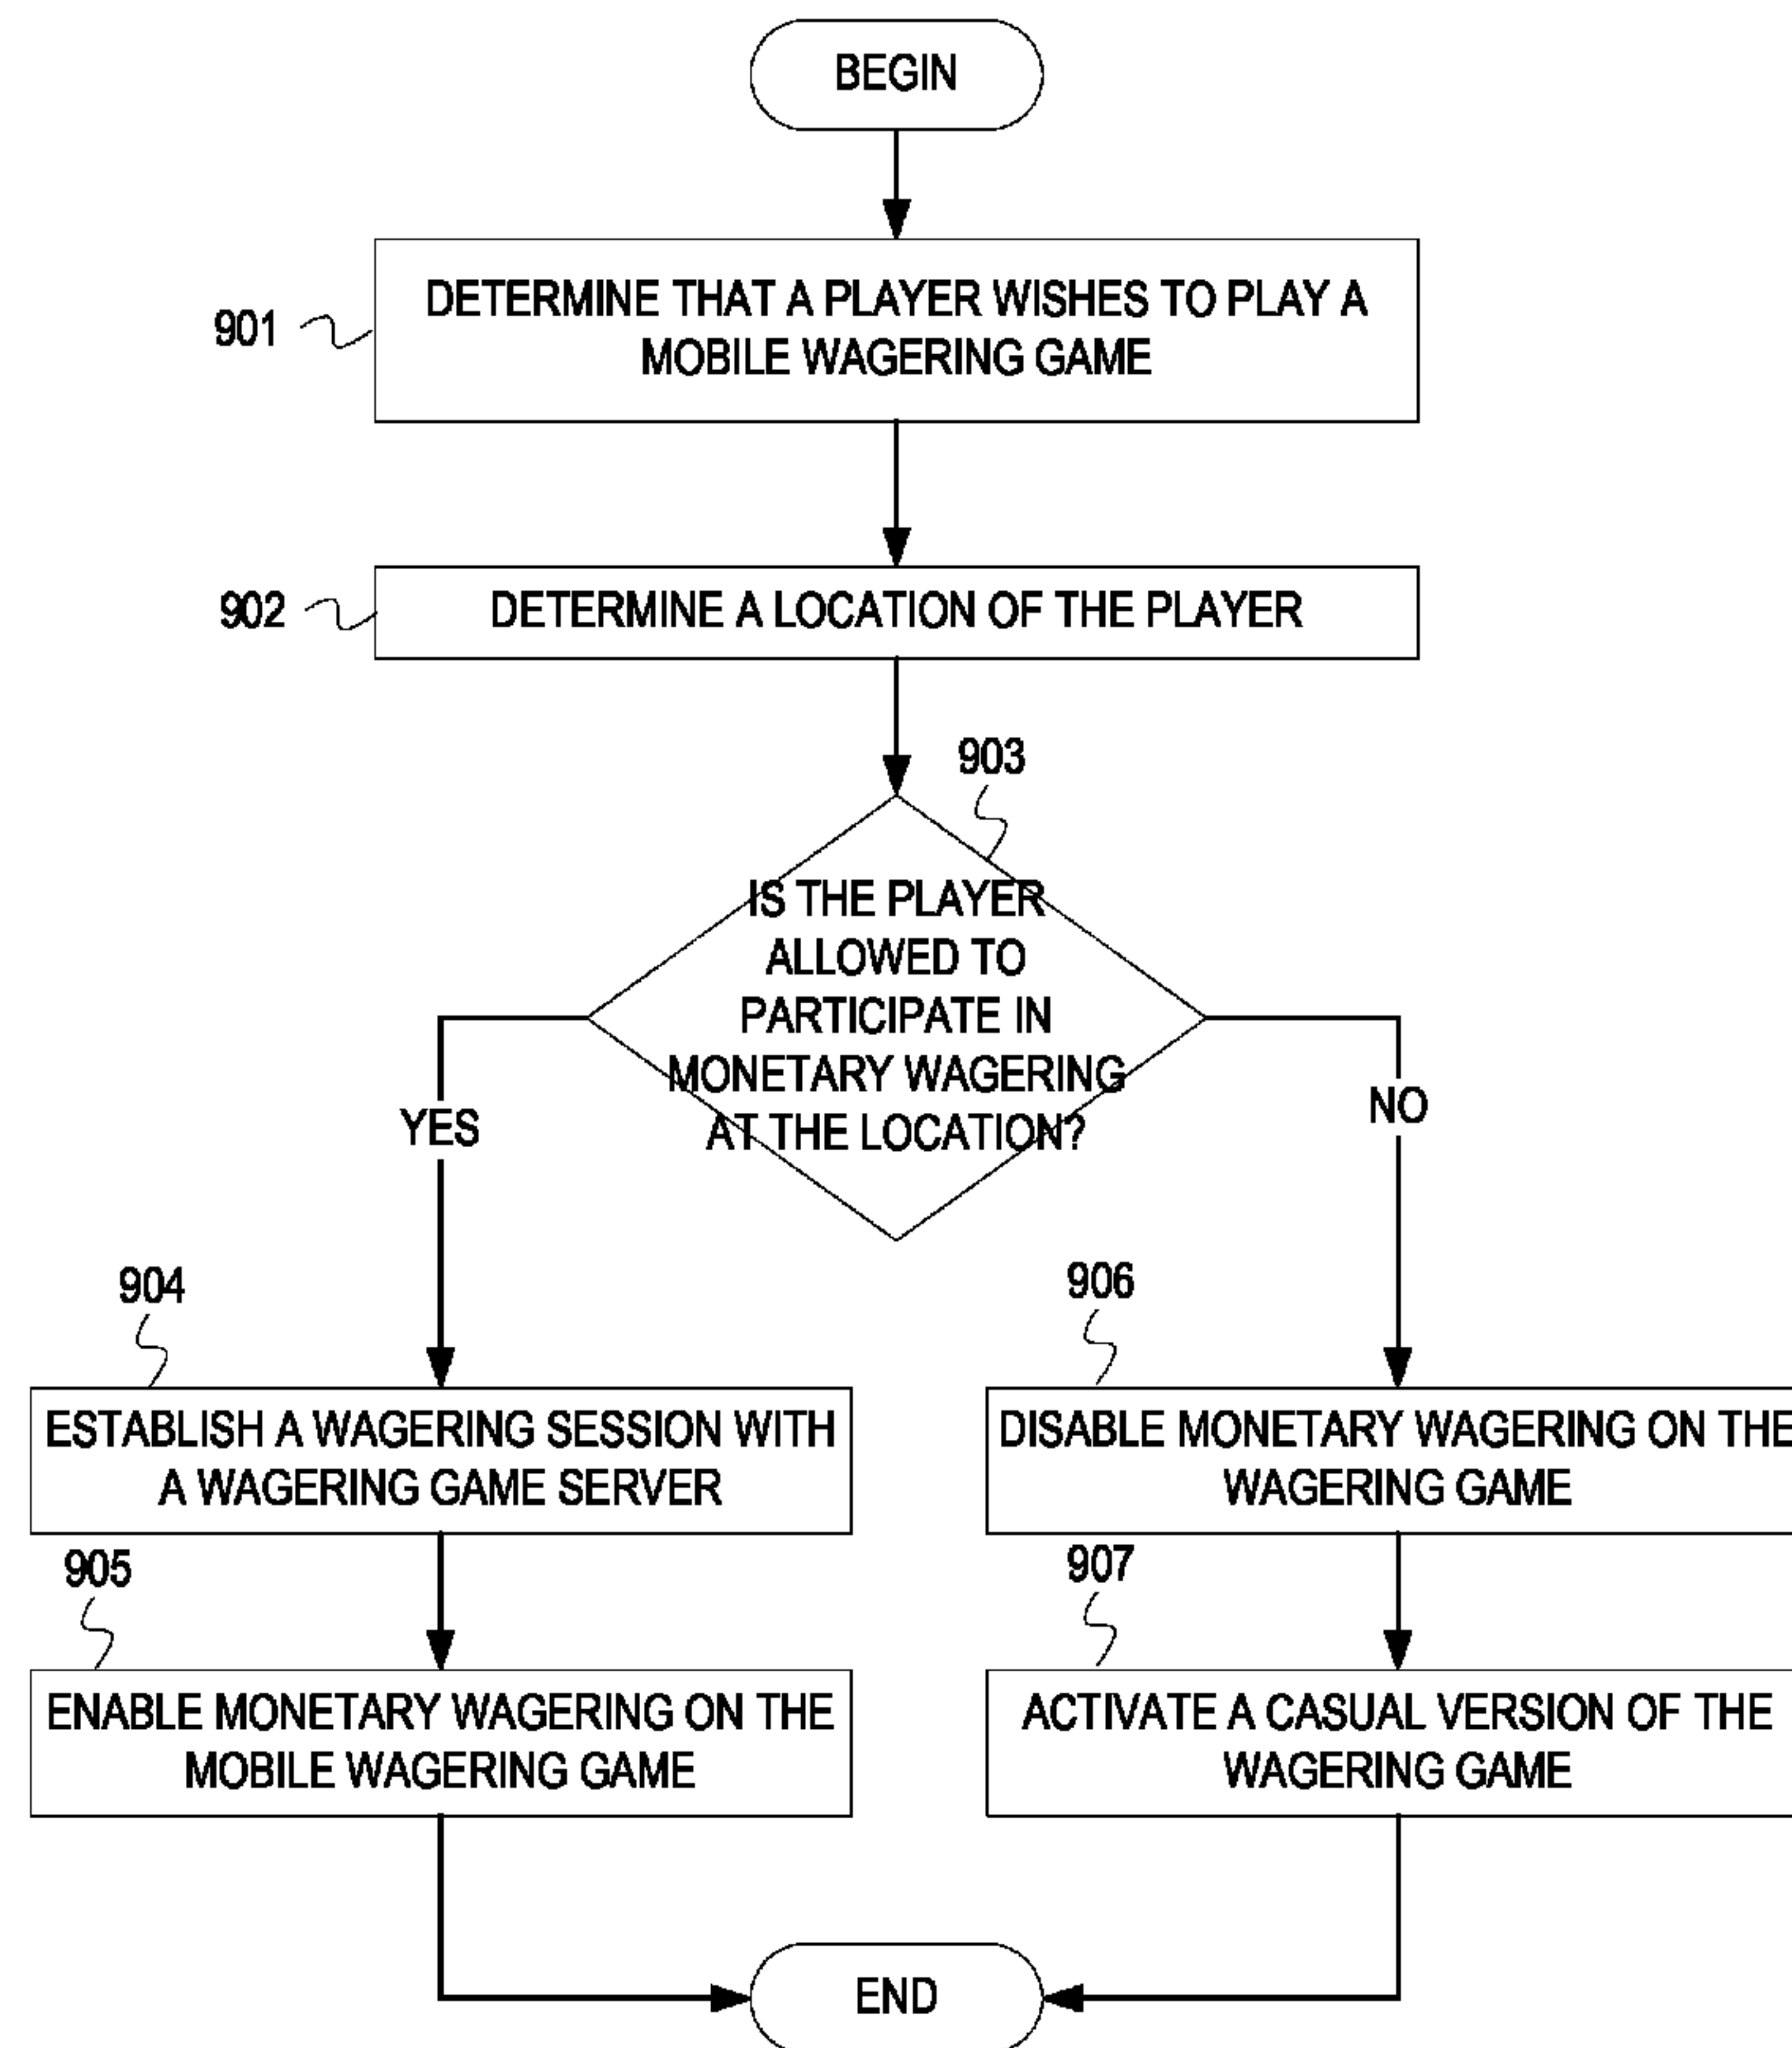 BEGIN
901
DETERMINE THAT A PLAYER WISHES TO PLAY A
MOBILE WAGERING GAME
902
DETERMINE A LOCATION OF THE PLAYER
903
IS THE PLAYER
ALLOWED TO
PARTICIPATE IN
MONETARY WAGERING
AT THE LOCATION?
YES
NO
904
ESTABLISH A WAGERING SESSION WITH
A WAGERING GAME SERVER
906
DISABLE MONETARY WAGERING ON THE
WAGERING GAME
905
ENABLE MONETARY WAGERING ON THE
MOBILE WAGERING GAME
907
ACTIVATE A CASUAL VERSION OF THE
WAGERING GAME
END